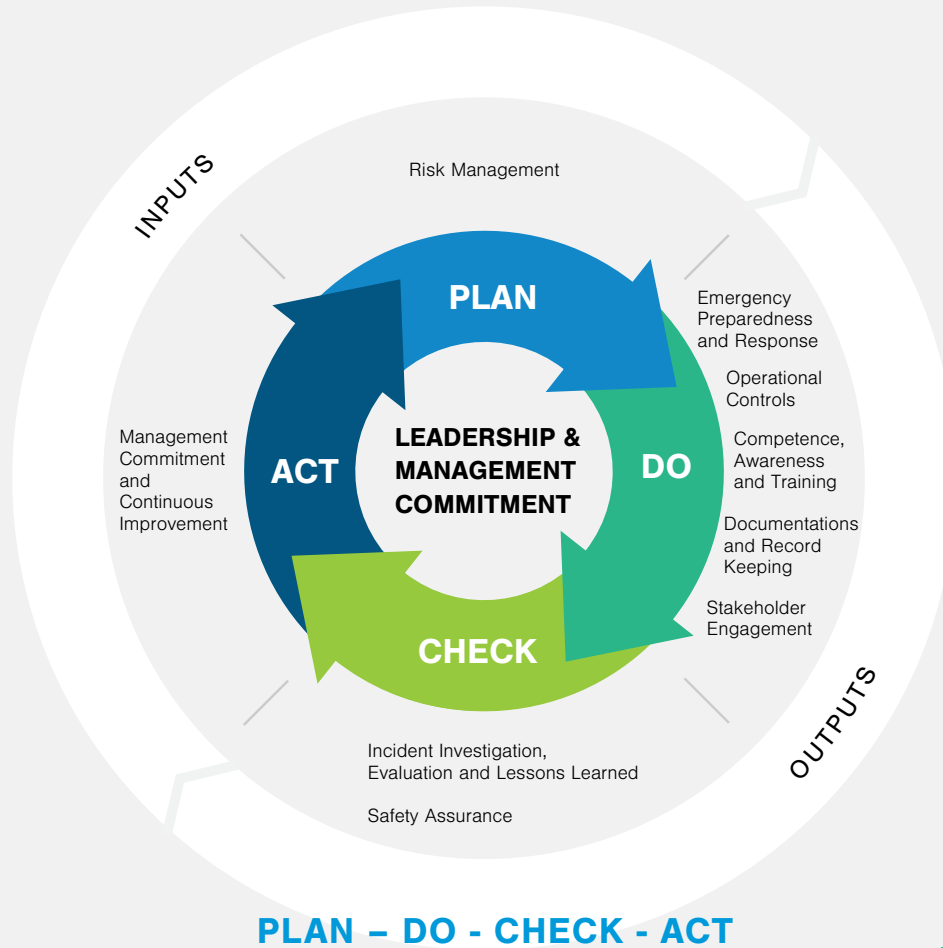 INPUTS
Risk Management
PLAN
Emergency
Preparedness
and Response
Operational
Controls
Competence,
Awareness
and Training
Documentations
and Record
Keeping
Stakeholder
Engagement
DO
LEADERSHIP &
MANAGEMENT
COMMITMENT
ACT
Management
Commitment
and
Continuous
Improvement
CHECK
Incident Investigation,
Evaluation and Lessons Learned
Safety Assurance
OUTPUTS
PLAN – DO - CHECK - ACT